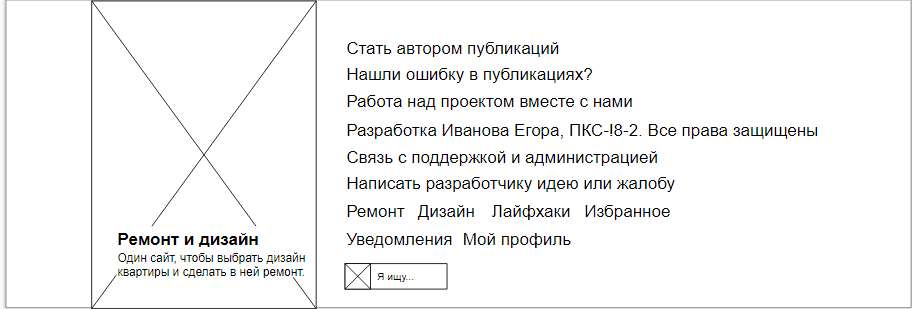 Стать автором публикаций
Нашли ошибку в публикациях?
Работа над проектом вместе с нами
Разработка Иванова Егора, ПКС-!8-2. Все права защищены
Связь с поддержкой и администрацией
Написать разработчику идею или жалобу
Ремонт Дизайн Лайфхаки Избранное
Уведомления Мой профиль
Я ищу...
Ремонт и дизайн
Один сайт, чтобы выбрать дизайн
квартиры и сделать в ней ремонт.